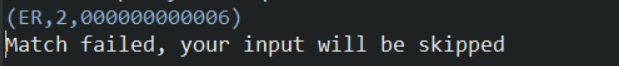 (ER,2,000000000006)
Match failed, your input will be skipped